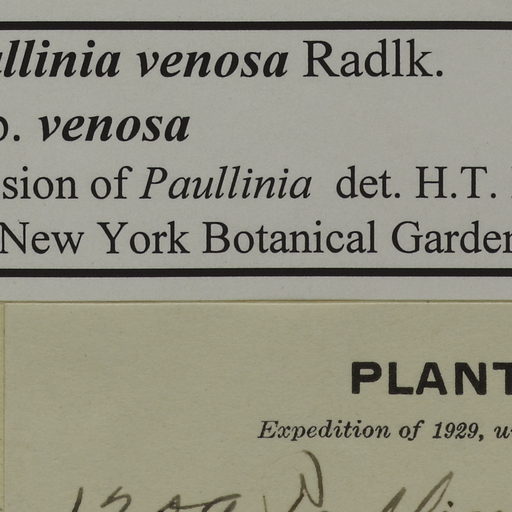 llinia venosa Radlk.
p. venosa
sion of Paullinia det. H.T.
New York Botanical Garden
PLANT
Expedition of 1929, u